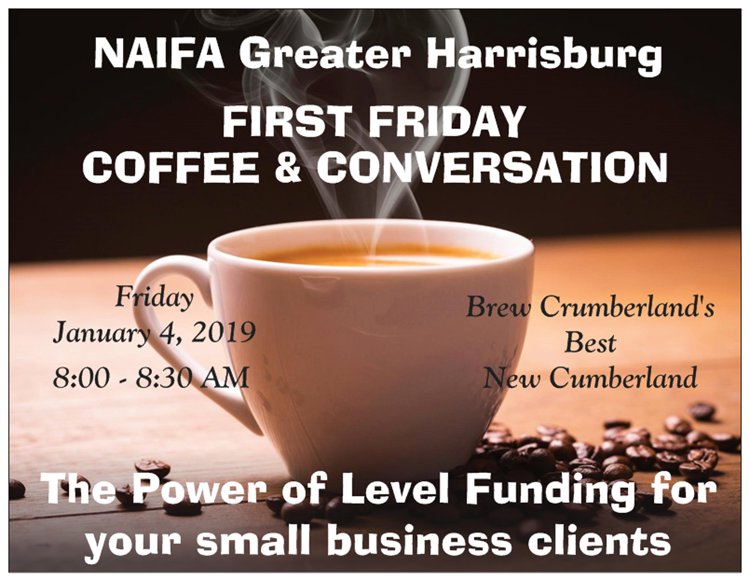 NAIFA Greater Harrisburg
FIRST FRIDAY
COFFEE & CONVERSATION
Friday
January 4, 2019
8:00 - 8:30 AM
Brew Crumberland's
Best
New Cumberland
The Power of Level Funding for
your small business clients